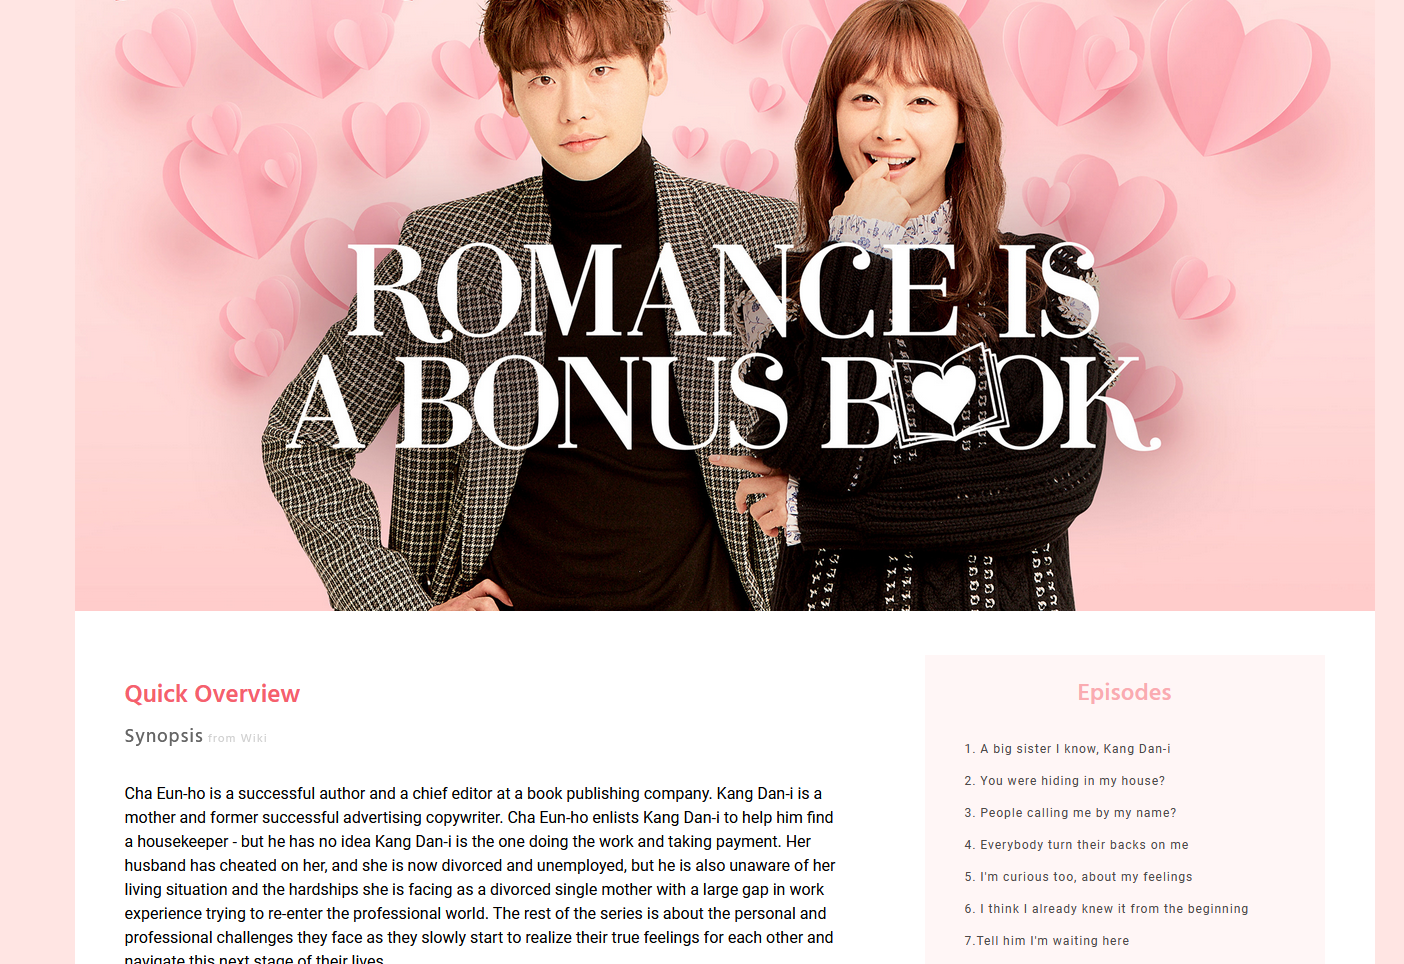 ROMANCE IS
A BONUS BOOK
Quick Overview
Synopsis from Wiki
Cha Eun-ho is a successful author and a chief editor at a book publishing company. Kang Dan-i is a
mother and former successful advertising copywriter. Cha Eun-ho enlists Kang Dan-i to help him find
a housekeeper - but he has no idea Kang Dan-i is the one doing the work and taking payment. Her
husband has cheated on her, and she is now divorced and unemployed, but he is also unaware of her
living situation and the hardships she is facing as a divorced single mother with a large gap in work
experience trying to re-enter the professional world. The rest of the series is about the personal and
professional challenges they face as they slowly start to realize their true feelings for each other and
navigate this next stage of their lives.
Episodes
1. A big sister I know, Kang Dan-i
2. You were hiding in my house?
3. People calling me by my name?
4. Everybody turn their backs on me
5. I'm curious too, about my feelings
6. I think I already knew it from the beginning
7.Tell him I'm waiting here